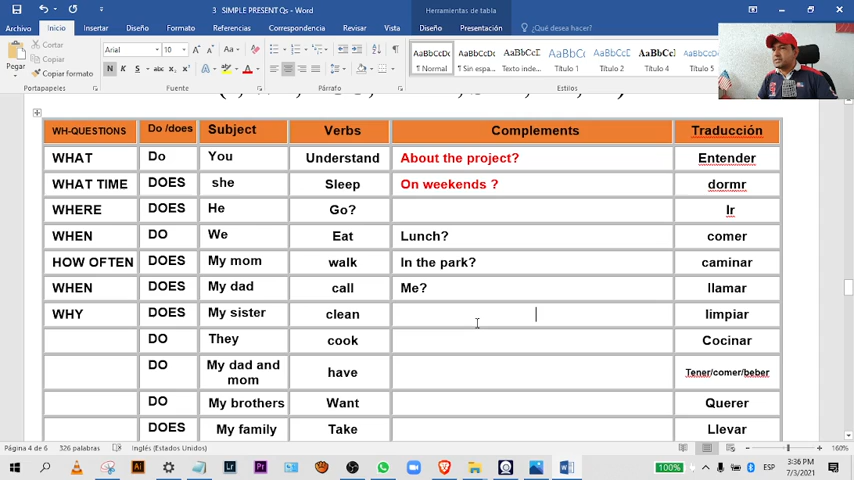 3 SIMPLE PRESENT Qs - Word
Herramientas de tabla
Archivo Inicio Insertar Diseño Formato Referencias Correspondencia Revisar Vista Diseño Presentación ¿Qué desea hacer?
Cortar
Copiar
Copiar formato
Pegar
Portapapeles
Arial 10
Fuente
Párrafo
AaBbCcDc AaBbCcDc AaBbCcDc AaBbCc AaBbCcD AaBbCcC AaBbCcD
¶ Normal ¶ Sin espa... Texto inde... Título 1 Título 2 Título 4 Título 5
Estilos
WH-QUESTIONS Do /does Subject Verbs Complements Traducción
WHAT Do You Understand About the project? Entender
WHAT TIME DOES she Sleep On weekends ? dormr
WHERE DOES He Go? Ir
WHEN DO We Eat Lunch? comer
HOW OFTEN DOES My mom walk In the park? caminar
WHEN DOES My dad call Me? llamar
WHY DOES My sister clean limpiar
DO They cook Cocinar
DO My dad and mom have Tener/comer/beber
DO My brothers Want Querer
DOES My family Take Llevar
Página 4 de 6 326 palabras Inglés (Estados Unidos) 160%
100% ESP 3:36 PM
7/3/2021